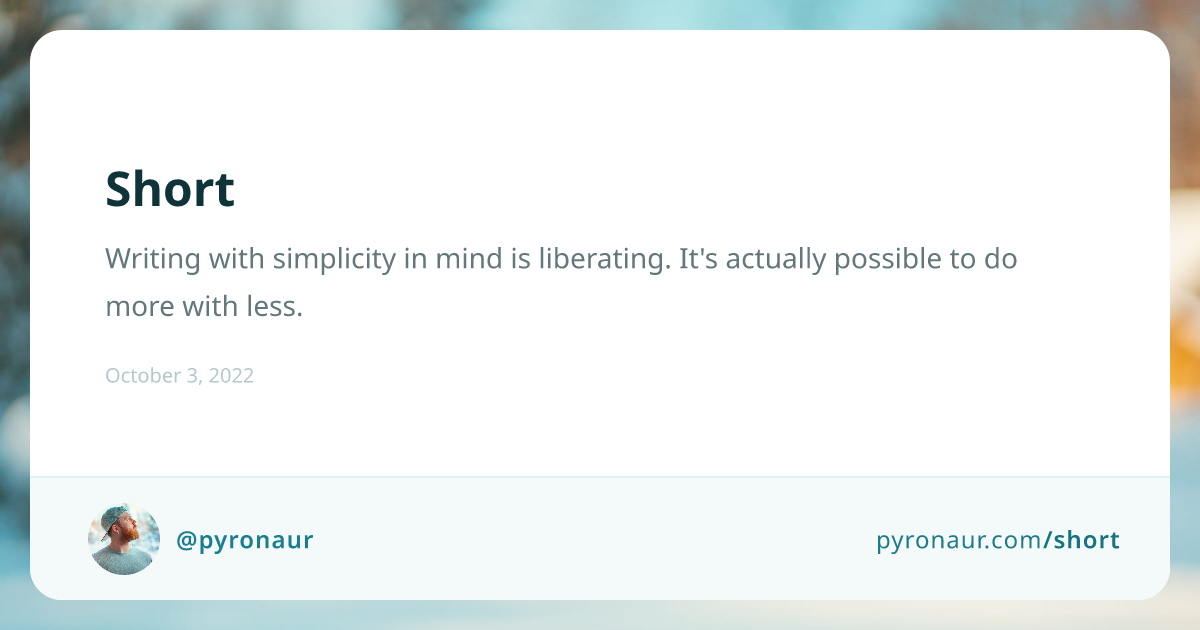 Short
Writing with simplicity in mind is liberating. It's actually possible to do
more with less.
October 3, 2022
@pyronaur
pyronaur.com/short